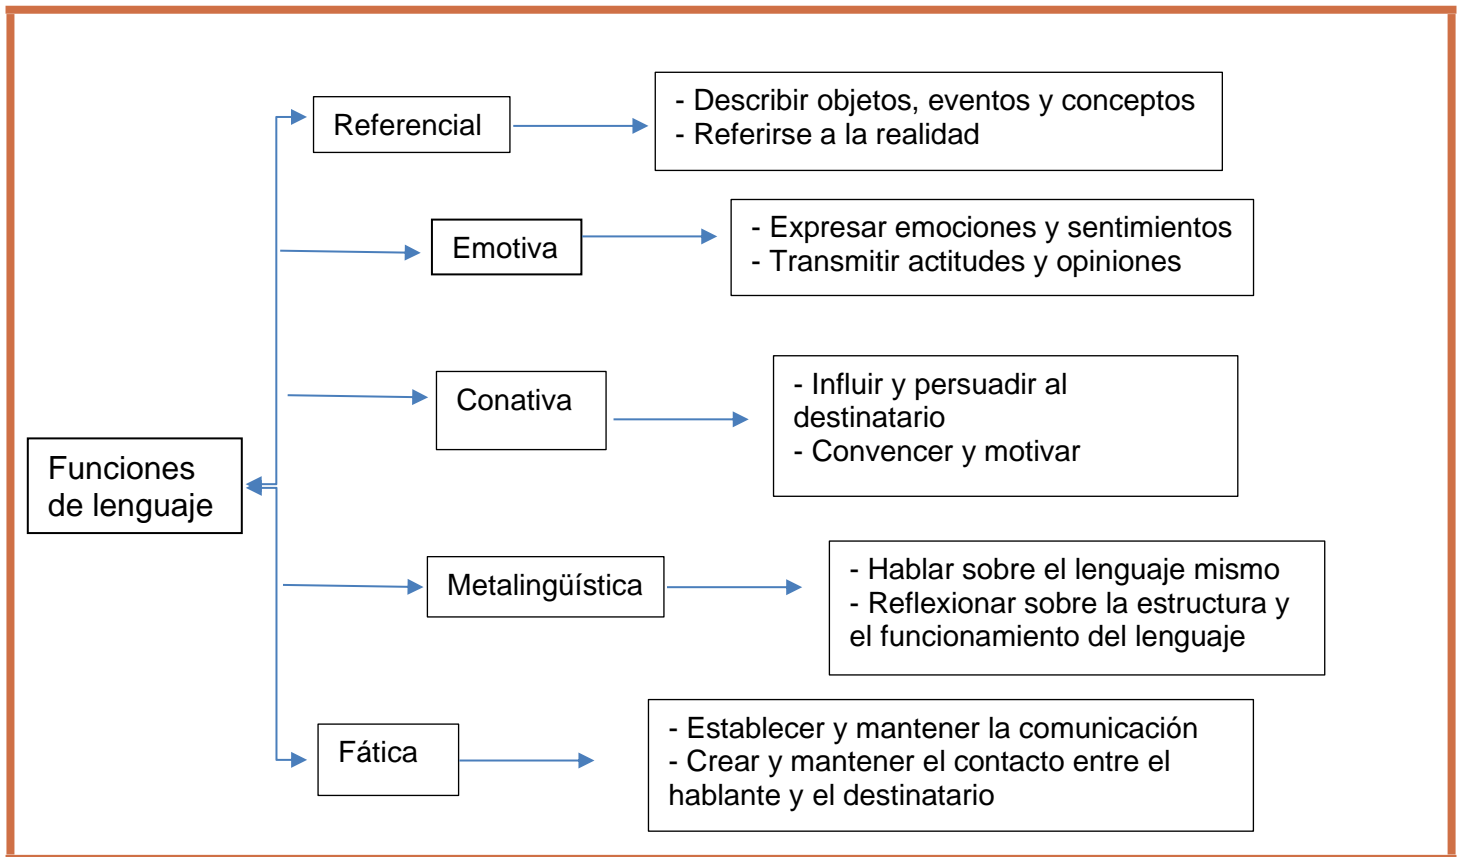 Referencial
- Describir objetos, eventos y conceptos
- Referirse a la realidad
Emotiva
- Expresar emociones y sentimientos
- Transmitir actitudes y opiniones
Conativa
- Influir y persuadir al
destinatario
- Convencer y motivar
Funciones
de lenguaje
Metalingüística
- Hablar sobre el lenguaje mismo
- Reflexionar sobre la estructura y
el funcionamiento del lenguaje
Fática
- Establecer y mantener la comunicación
- Crear y mantener el contacto entre el
hablante y el destinatario